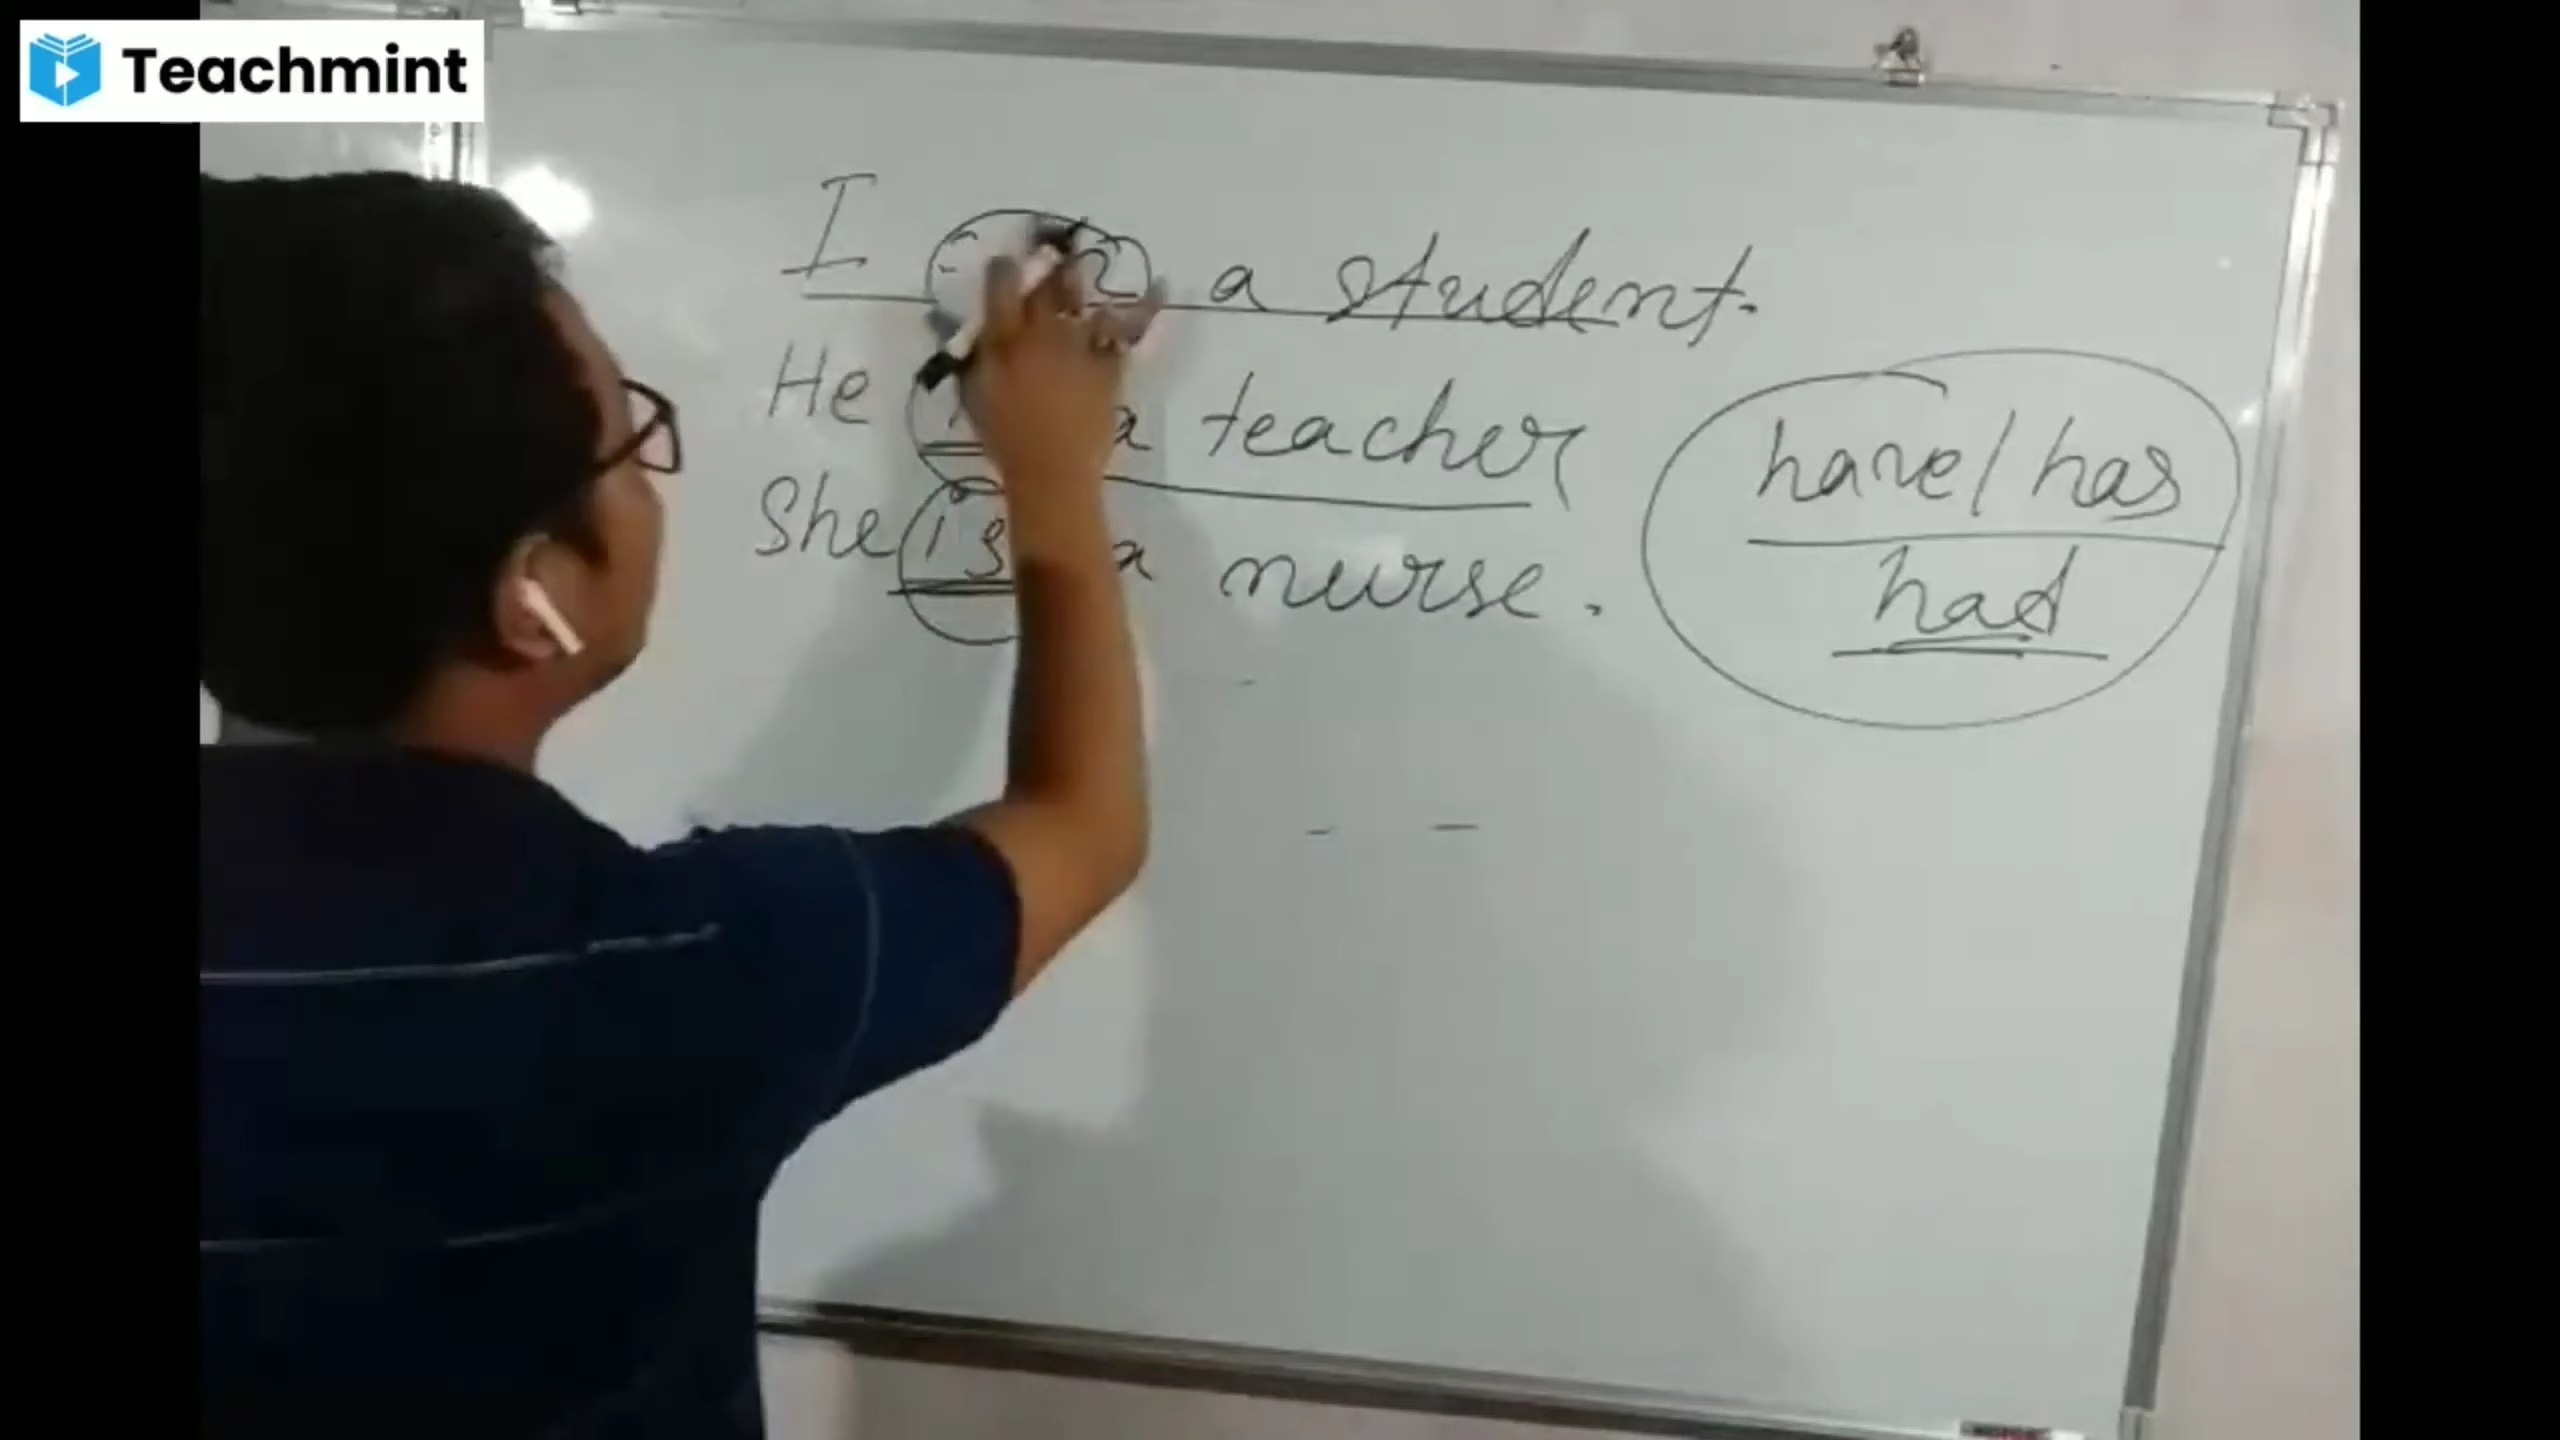 Teachmint
I a student.
He a teacher
She is a nurse.
have/has
had